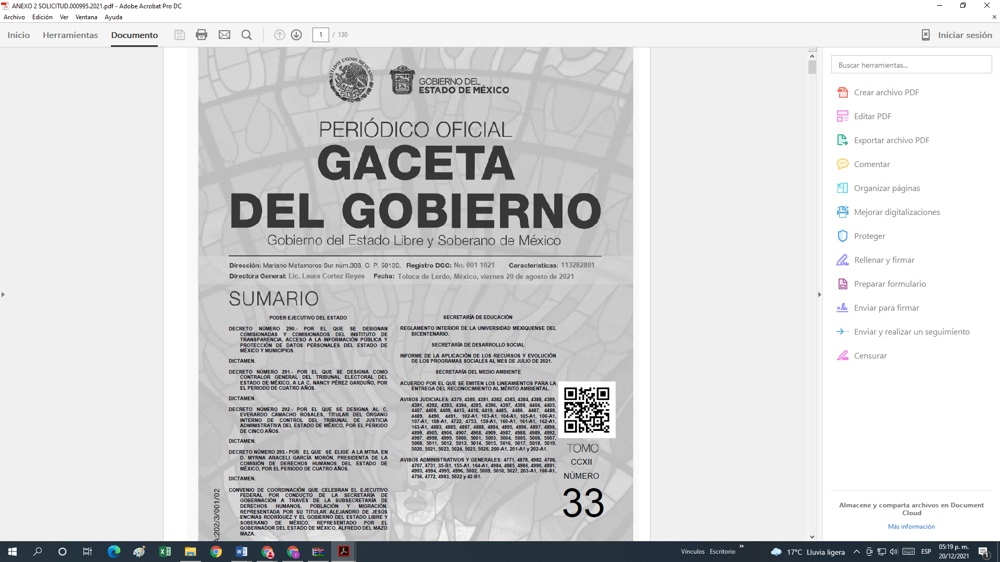 ANEXO 2 SOLICITUD.000995.2021.pdf - Adobe Acrobat Pro DC
Archivo Edición Ver Ventana Ayuda
Inicio Herramientas Documento 1 / 130 Iniciar sesión
ESTADOS UNIDOS MEXICANOS
GOBIERNO DEL
ESTADO DE MÉXICO
PERIÓDICO OFICIAL
GACETA
DEL GOBIERNO
Gobierno del Estado Libre y Soberano de México
Dirección: Mariano Matamoros Sur núm.308, C. P. 50130. Registro DGC: No. 001 1021 Características: 113282801
Directora General: Lic. Laura Cortez Reyes Fecha: Toluca de Lerdo, México, viernes 20 de agosto de 2021
SUMARIO
PODER EJECUTIVO DEL ESTADO
DECRETO NÚMERO 290.- POR EL QUE SE DESIGNAN
COMISIONADAS Y COMISIONADOS DEL INSTITUTO DE
TRANSPARENCIA, ACCESO A LA INFORMACIÓN PÚBLICA Y
PROTECCIÓN DE DATOS PERSONALES DEL ESTADO DE
MÉXICO Y MUNICIPIOS.
DICTAMEN.
DECRETO NÚMERO 291.- POR EL QUE SE DESIGNA COMO
CONTRALOR GENERAL DEL TRIBUNAL ELECTORAL DEL
ESTADO DE MÉXICO, A LA C. NANCY PÉREZ GARDUÑO, POR
EL PERIODO DE CUATRO AÑOS.
DICTAMEN.
DECRETO NÚMERO 292.- POR EL QUE SE DESIGNA AL C.
EVERARDO CAMACHO ROSALES, TITULAR DEL ÓRGANO
INTERNO DE CONTROL DEL TRIBUNAL DE JUSTICIA
ADMINISTRATIVA DEL ESTADO DE MÉXICO, POR EL PERIODO
DE CINCO AÑOS.
DICTAMEN.
DECRETO NÚMERO 293.- POR EL QUE SE ELIGE A LA MTRA. EN
D. MYRNA ARACELI GARCÍA MORÓN, PRESIDENTA DE LA
COMISIÓN DE DERECHOS HUMANOS DEL ESTADO DE
MÉXICO, POR EL PERIODO DE CUATRO AÑOS.
DICTAMEN.
CONVENIO DE COORDINACIÓN QUE CELEBRAN EL EJECUTIVO
FEDERAL POR CONDUCTO DE LA SECRETARÍA DE
GOBERNACIÓN A TRAVÉS DE LA SUBSECRETARÍA DE
DERECHOS HUMANOS, POBLACIÓN Y MIGRACIÓN,
REPRESENTADA POR SU TITULAR ALEJANDRO DE JESÚS
ENCINAS RODRÍGUEZ Y EL GOBIERNO DEL ESTADO LIBRE Y
SOBERANO DE MÉXICO, REPRESENTADO POR EL
GOBERNADOR DEL ESTADO DE MÉXICO, ALFREDO DEL MAZO
MAZA.
SECRETARÍA DE EDUCACIÓN
REGLAMENTO INTERIOR DE LA UNIVERSIDAD MEXIQUENSE DEL
BICENTENARIO.
SECRETARÍA DE DESARROLLO SOCIAL
INFORME DE LA APLICACIÓN DE LOS RECURSOS Y EVOLUCIÓN
DE LOS PROGRAMAS SOCIALES AL MES DE JULIO DE 2021.
SECRETARÍA DEL MEDIO AMBIENTE
ACUERDO POR EL QUE SE EMITEN LOS LINEAMIENTOS PARA LA
ENTREGA DEL RECONOCIMIENTO AL MÉRITO AMBIENTAL.
AVISOS JUDICIALES: 4379, 4380, 4381, 4382, 4383, 4384, 4388, 4389,
4391, 4392, 4393, 4394, 4395, 4396, 4397, 4398, 4404, 4405,
4407, 4408, 4409, 4413, 4418, 4419, 4485, 4486, 4487, 4488,
4489, 4490, 4491, 102-A1, 103-A1, 104-A1, 105-A1, 106-A1,
107-A1, 108-A1, 4722, 4753, 159-A1, 160-A1, 161-A1, 162-A1,
163-A1, 4883, 4885, 4887, 4888, 4894, 4895, 4896, 4897, 4898,
4899, 4905, 4906, 4907, 4908, 4909, 4987, 4988, 4989, 4992,
4997, 4998, 4999, 5000, 5001, 5003, 5004, 5005, 5006, 5007,
5008, 5011, 5012, 5013, 5014, 5015, 5016, 5017, 5018, 5019,
5020, 5021, 5023, 5024, 5025, 5026, 200-A1, 201-A1 y 202-A1.
AVISOS ADMINISTRATIVOS Y GENERALES: 4771, 4878, 4982, 4706,
4707, 4731, 35-B1, 155-A1, 164-A1, 4984, 4985, 4986, 4990, 4991,
4993, 4994, 4995, 4996, 5002, 5009, 5010, 5027, 203-A1, 166-A1,
4756, 4772, 4983, 5022 y 42-B1.
TOMO
CCXII
NÚMERO
33
A:202/3/001/02
Buscar herramientas...
Crear archivo PDF
Editar PDF
Exportar archivo PDF
Comentar
Organizar páginas
Mejorar digitalizaciones
Proteger
Rellenar y firmar
Preparar formulario
Enviar para firmar
Enviar y realizar un seguimiento
Censurar
Almacene y comparta archivos en Document
Cloud
Más información
Vínculos Escritorio » 17°C Lluvia ligera ESP 05:19 p. m.
20/12/2021
1